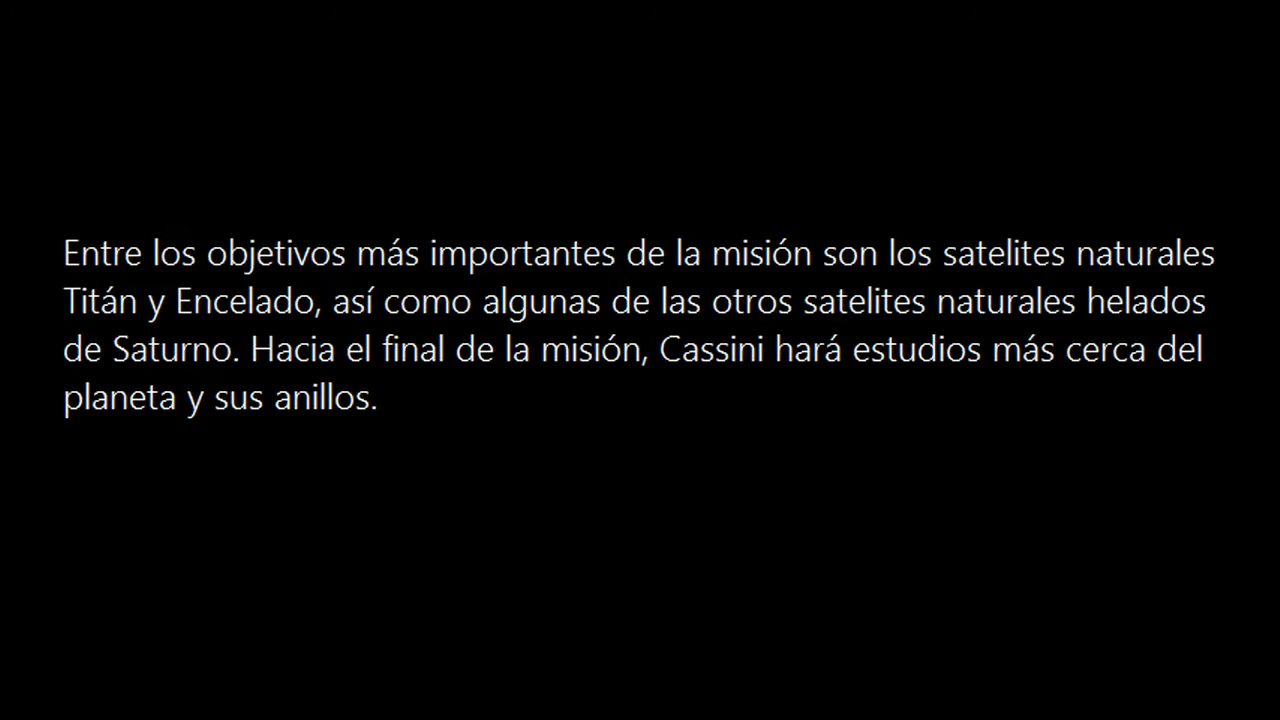 Entre los objetivos más importantes de la misión son los satelites naturales
Titán y Encelado, así como algunas de las otros satelites naturales helados
de Saturno. Hacia el final de la misión, Cassini hará estudios más cerca del
planeta y sus anillos.